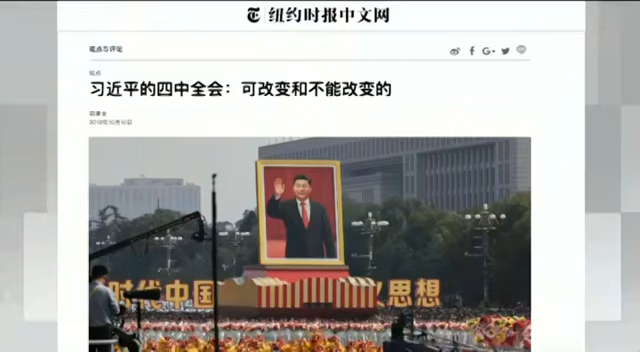 纽约时报中文网
观点与评论
观点
习近平的四中全会：可改变和不能改变的
时代中国 义思想